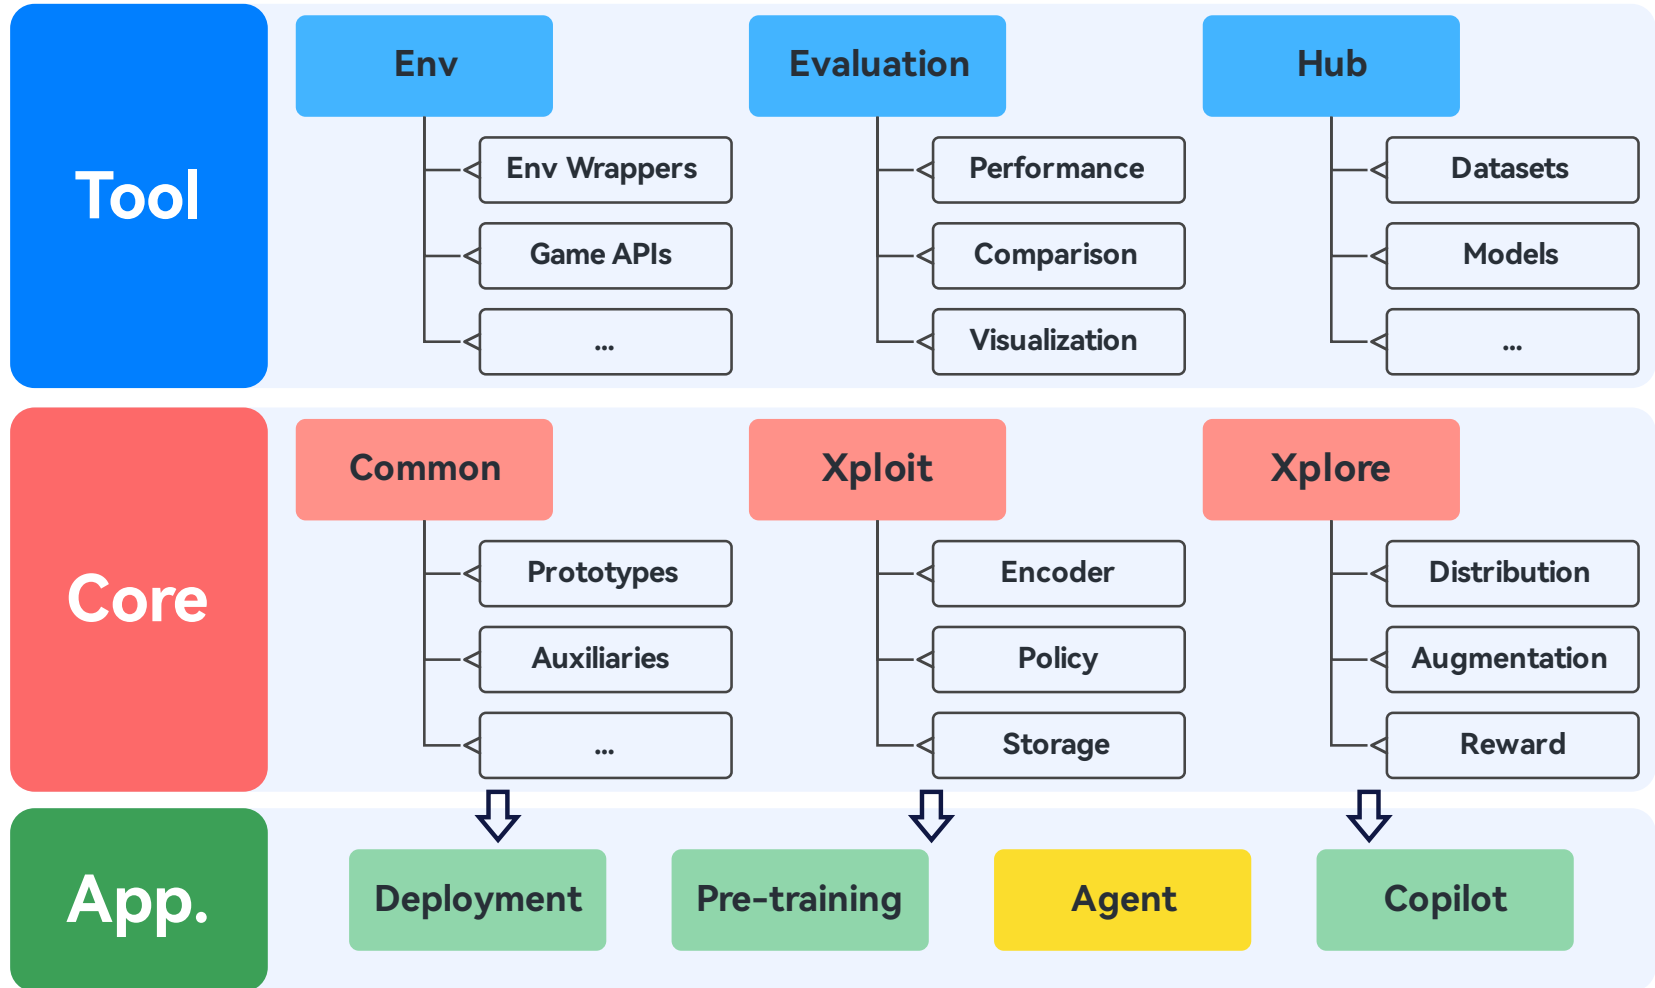 Tool
Env
Env Wrappers
Game APIs
...
Evaluation
Performance
Comparison
Visualization
Hub
Datasets
Models
...
Core
Common
Prototypes
Auxiliaries
...
Xploit
Encoder
Policy
Storage
Xplore
Distribution
Augmentation
Reward
App.
Deployment
Pre-training
Agent
Copilot